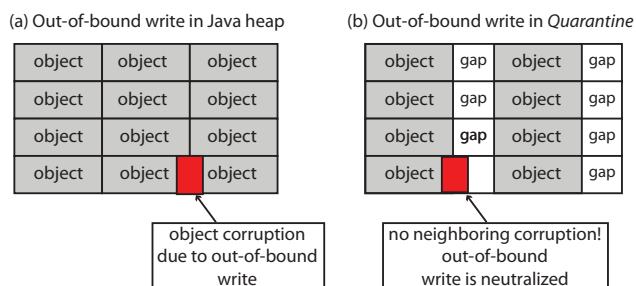 (a) Out-of-bound write in Java heap
object object object
object object object
object object object
object object object
object corruption
due to out-of-bound
write
(b) Out-of-bound write in Quarantine
object gap object gap
object gap object gap
object gap object gap
object object gap
no neighboring corruption!
out-of-bound
write is neutralized